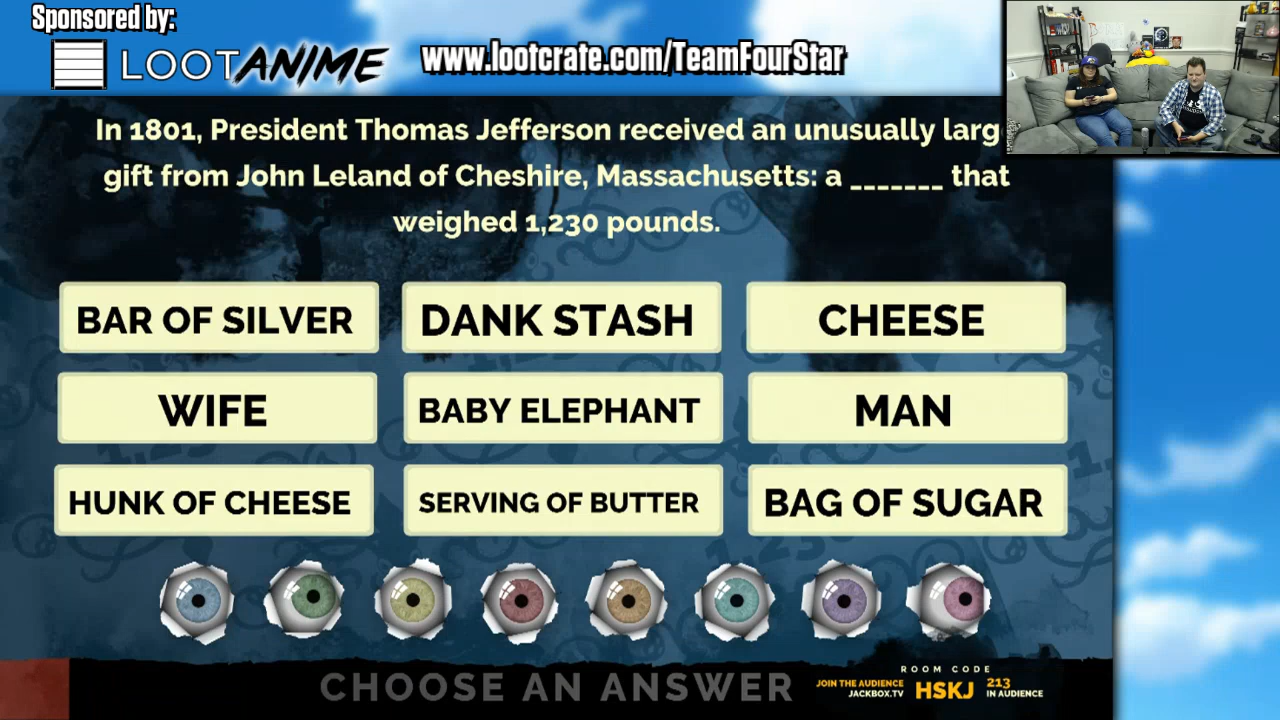 Sponsored by:
LOOTANIME
www.lootcrate.com/TeamFourStar
In 1801, President Thomas Jefferson received an unusually larg
gift from John Leland of Cheshire, Massachusetts: a _______ that
weighed 1,230 pounds.
BAR OF SILVER
DANK STASH
CHEESE
WIFE
BABY ELEPHANT
MAN
HUNK OF CHEESE
SERVING OF BUTTER
BAG OF SUGAR
CHOOSE AN ANSWER
JOIN THE AUDIENCE
JACKBOX.TV
ROOM CODE
HSKJ
213
IN AUDIENCE